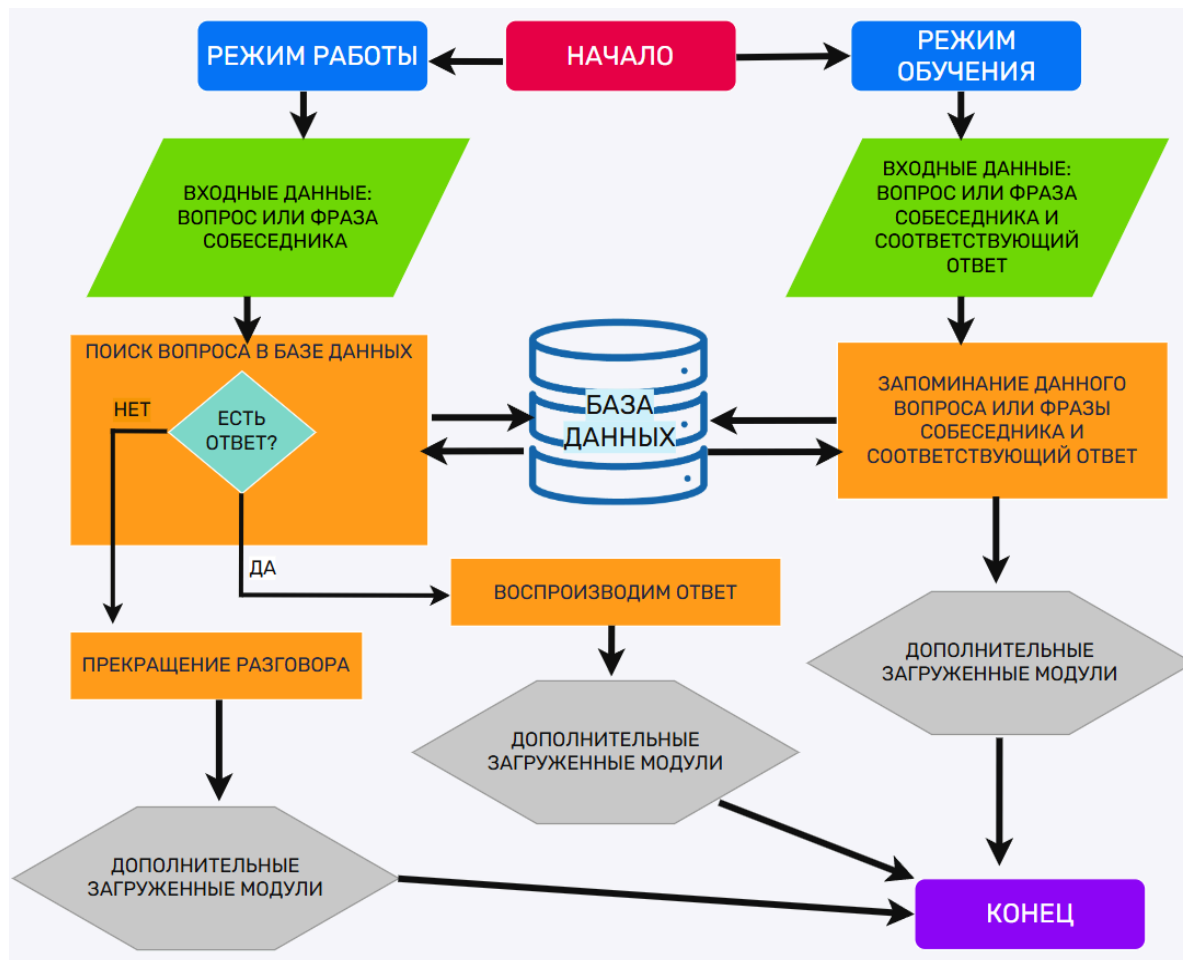 РЕЖИМ РАБОТЫ
НАЧАЛО
РЕЖИМ
ОБУЧЕНИЯ
ВХОДНЫЕ ДАННЫЕ:
ВОПРОС ИЛИ ФРАЗА
СОБЕСЕДНИКА
ВХОДНЫЕ ДАННЫЕ:
ВОПРОС ИЛИ ФРАЗА
СОБЕСЕДНИКА И
СООТВЕТСТВУЮЩИЙ
ОТВЕТ
ПОИСК ВОПРОСА В БАЗЕ ДАННЫХ
НЕТ
ЕСТЬ
ОТВЕТ?
ДА
БАЗА
ДАННЫХ
ЗАПОМИНАНИЕ ДАННОГО
ВОПРОСА ИЛИ ФРАЗЫ
СОБЕСЕДНИКА И
СООТВЕТСТВУЮЩИЙ ОТВЕТ
ВОСПРОИЗВОДИМ ОТВЕТ
ПРЕКРАЩЕНИЕ РАЗГОВОРА
ДОПОЛНИТЕЛЬНЫЕ
ЗАГРУЖЕННЫЕ МОДУЛИ
ДОПОЛНИТЕЛЬНЫЕ
ЗАГРУЖЕННЫЕ МОДУЛИ
ДОПОЛНИТЕЛЬНЫЕ
ЗАГРУЖЕННЫЕ МОДУЛИ
КОНЕЦ